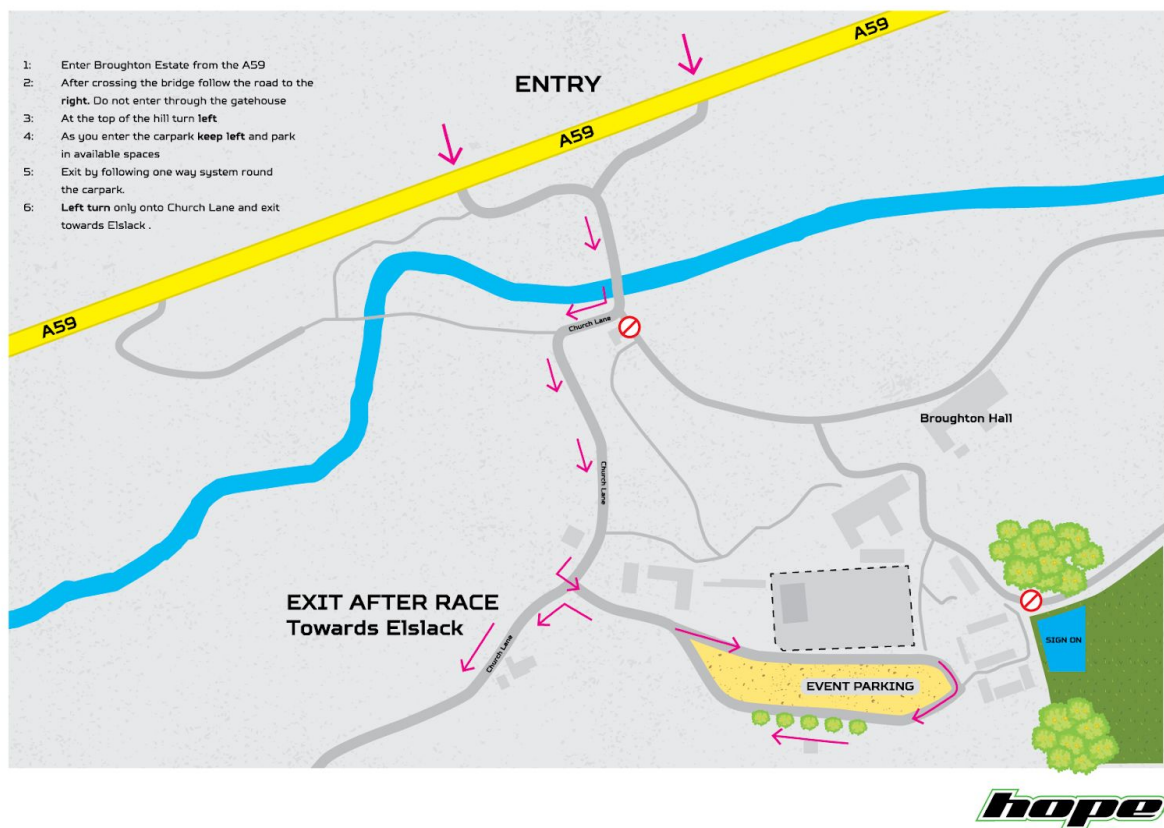 A59
ENTRY
1: Enter Broughton Estate from the A59
2: After crossing the bridge follow the road to the
right. Do not enter through the gatehouse
3: At the top of the hill turn left
4: As you enter the carpark keep left and park
in available spaces
5: Exit by following one way system round
the carpark.
6: Left turn only onto Church Lane and exit
towards Elslack .
A59
A59
Church Lane
Broughton Hall
Church Lane
EXIT AFTER RACE
Towards Elslack
Church Lane
SIGN ON
EVENT PARKING
hope